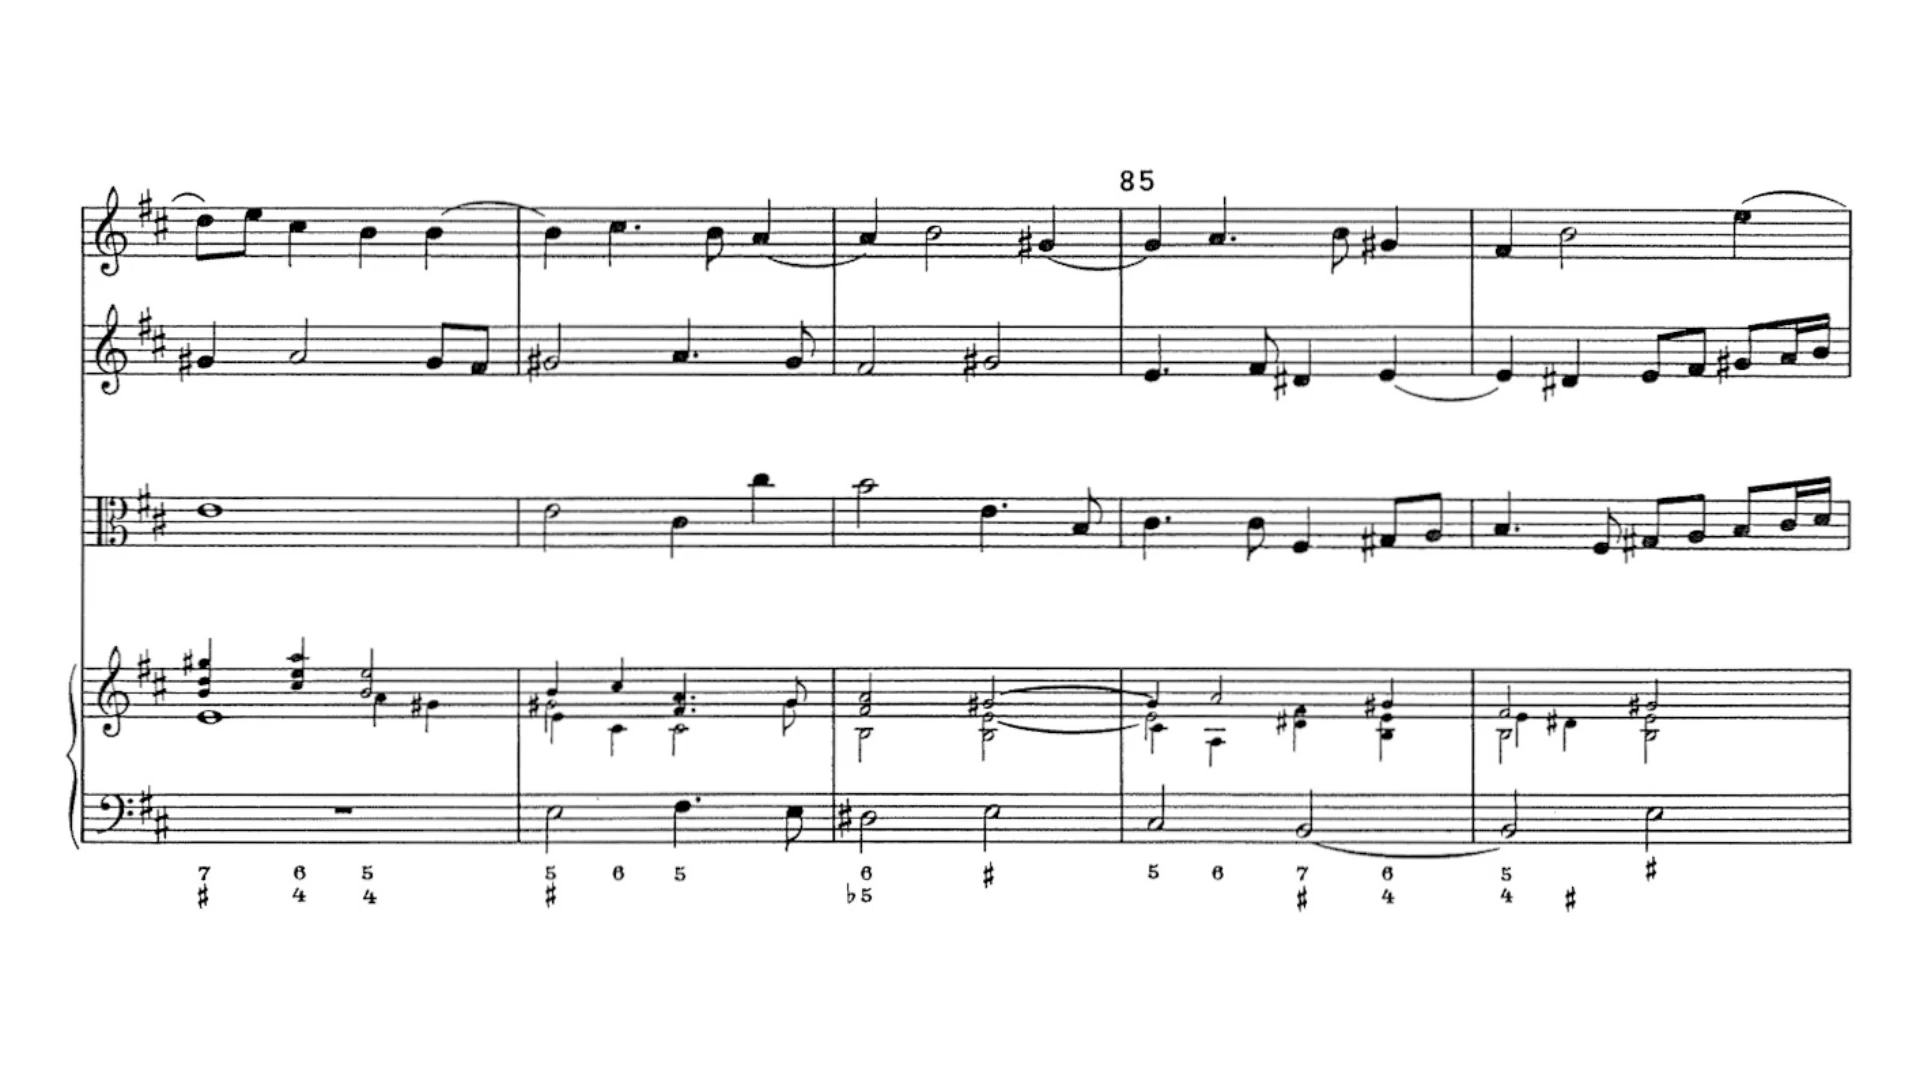 85
7 6 5 5 6 5 6 ♯ 5 6 7 6 5 ♯
♯ 4 4 ♯ ♭5 ♯ 4 4 ♯